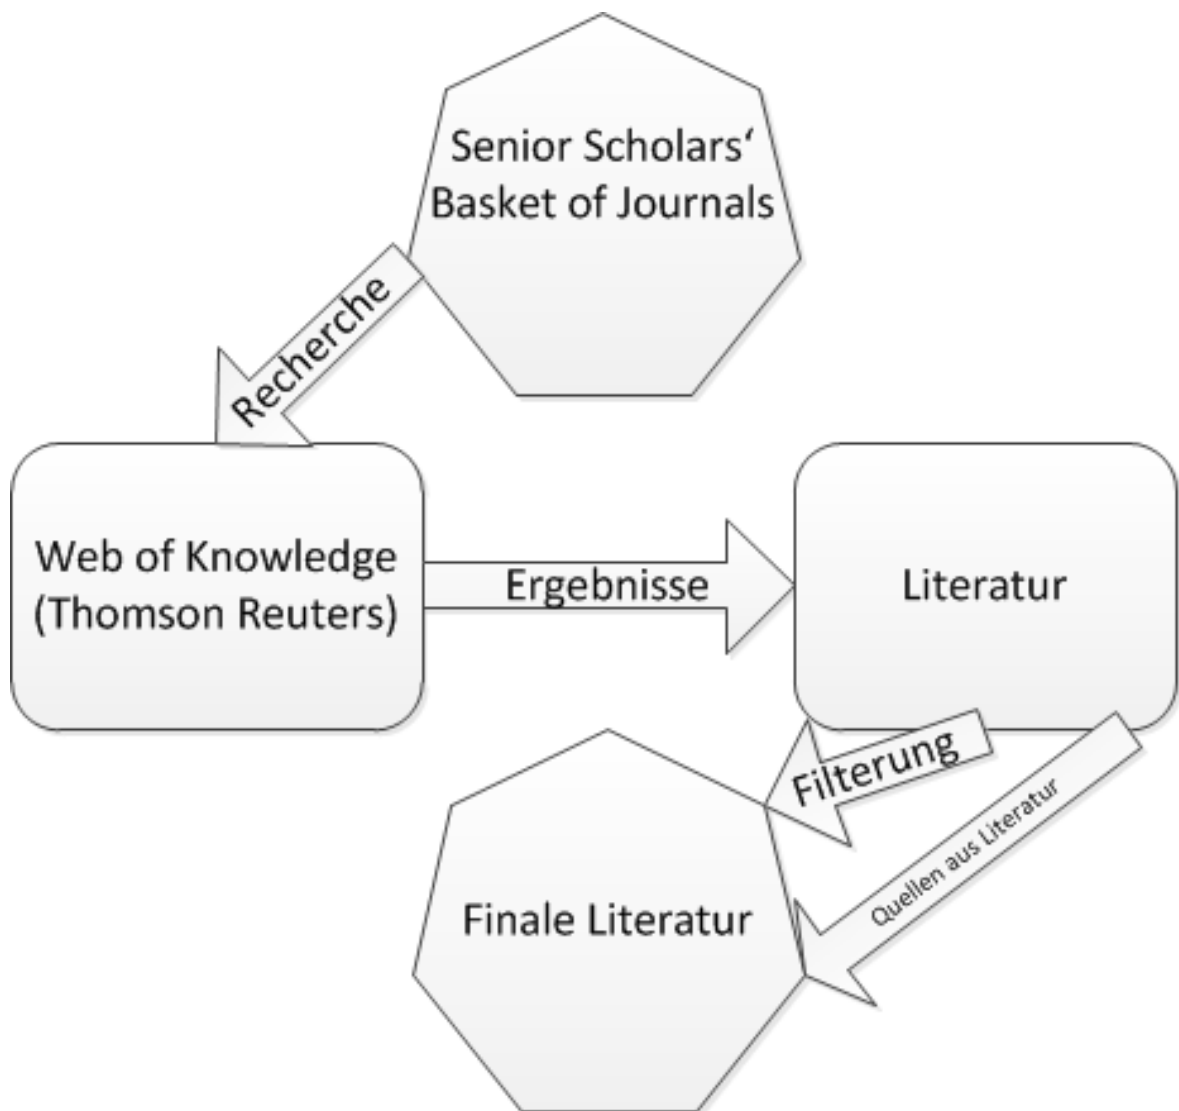 Senior Scholars‘
Basket of Journals
Recherche
Web of Knowledge
(Thomson Reuters)
Ergebnisse
Literatur
Filterung
Quellen aus Literatur
Finale Literatur